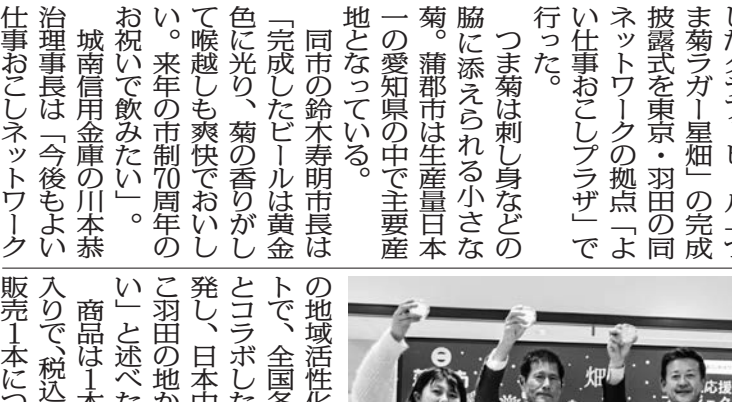 ま菊ラガー星畑」の完成
披露式を東京・羽田の同
ネットワークの拠点「よ
い仕事おこしプラザ」で
行った。
つま菊は刺し身などの
脇に添えられる小さな
菊。蒲郡市は生産量日本
一の愛知県の中で主要産
地となっている。
同市の鈴木寿明市長は
「完成したビールは黄金
色に光り、菊の香りがし
て喉越しも爽快でおいし
い。来年の市制70周年の
お祝いで飲みたい」。
城南信用金庫の川本恭
治理事長は「今後もよい
仕事おこしネットワーク
の地域活性化
トで、全国各
とコラボした
発し、日本中
こ羽田の地か
い」と述べた
商品は1本
入りで、税込
販売1本につ
畑
応援